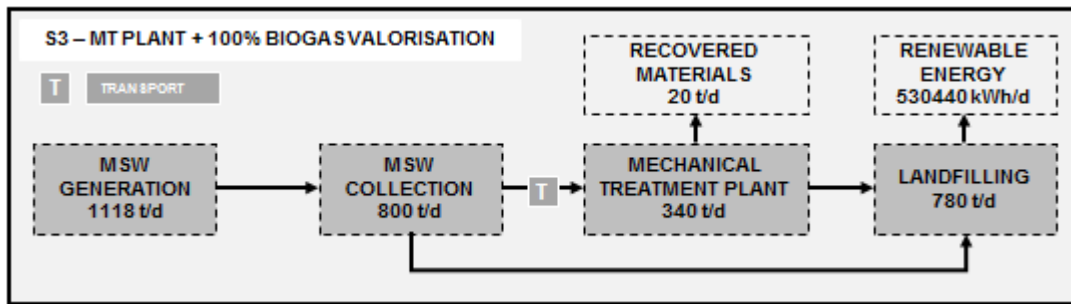 S3 – MT PLANT + 100% BIOGAS VALORISATION
T
TRANSPORT
RECOVERED
MATERIALS
20 t/d
RENEWABLE
ENERGY
530440 kWh/d
MSW
GENERATION
1118 t/d
MSW
COLLECTION
800 t/d
T
MECHANICAL
TREATMENT PLANT
340 t/d
LANDFILLING
780 t/d